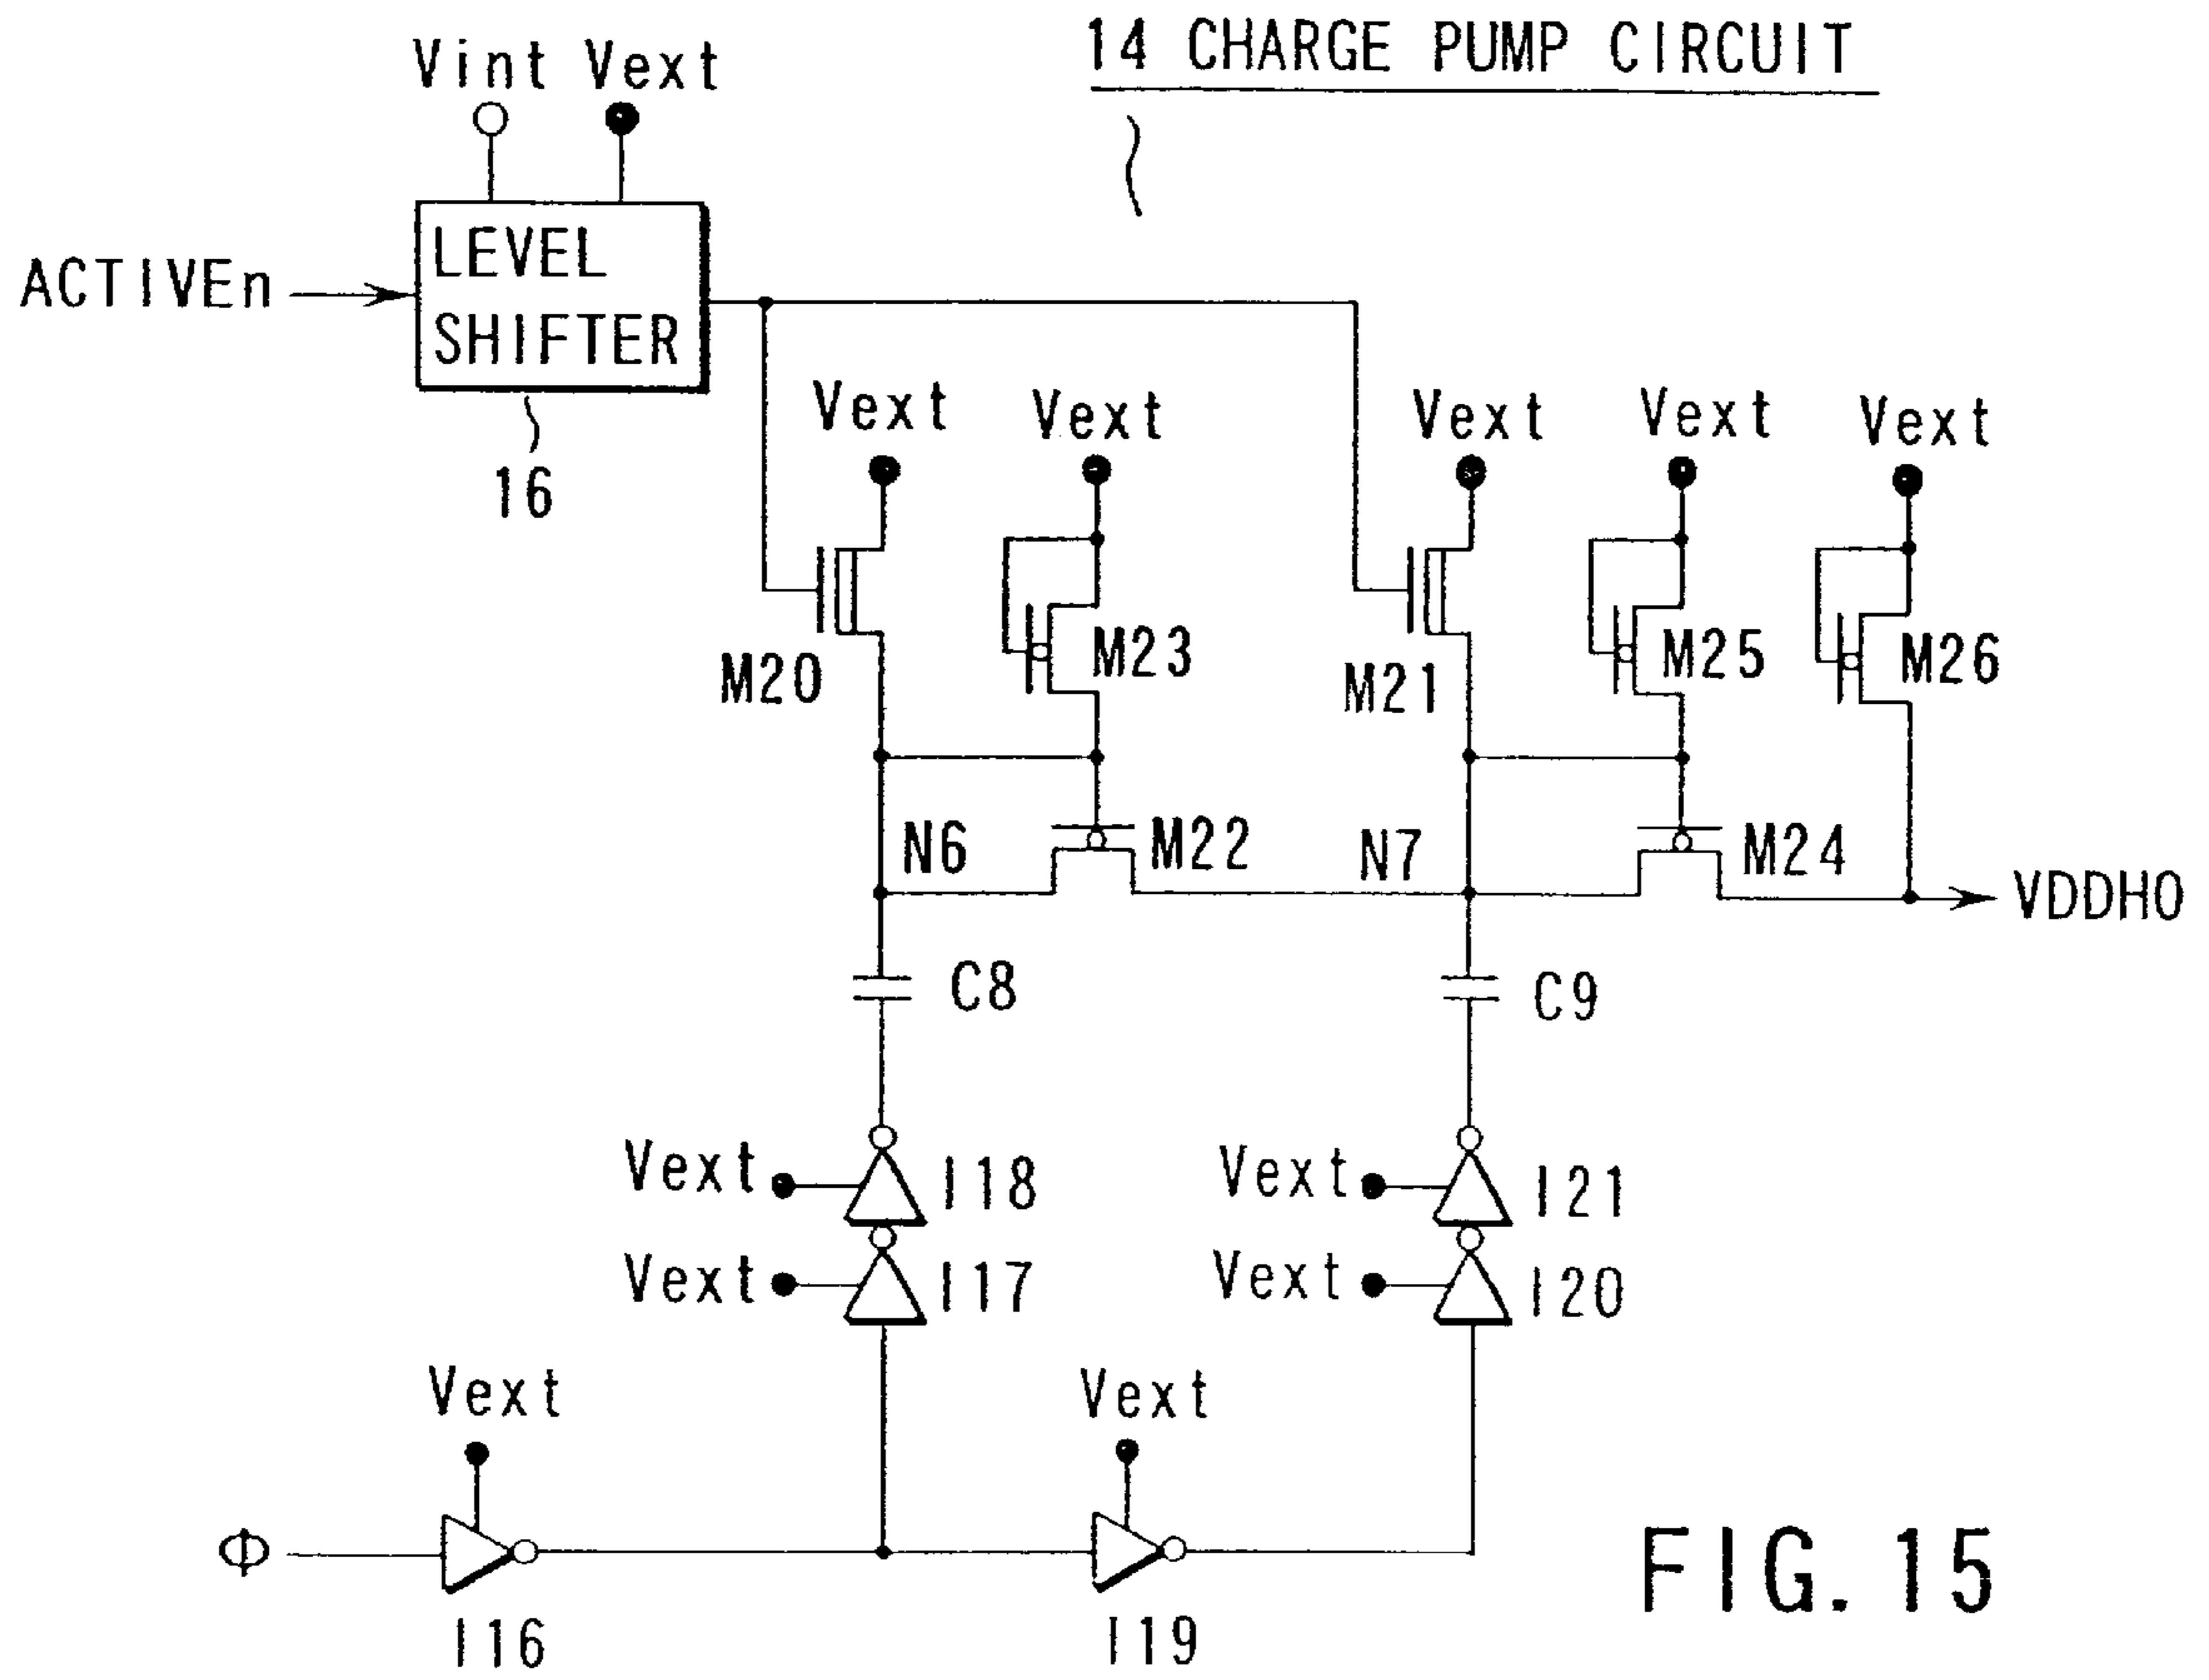 14 CHARGE PUMP CIRCUIT
Vint Vext
ACTIVEn
LEVEL
SHIFTER
16
Vext
Vext
Vext
Vext
Vext
M20
M23
M21
M25
M26
N6
M22
N7
M24
VDDHO
C8
C9
Vext
I18
Vext
I21
Vext
I17
Vext
I20
Vext
Vext
Φ
I16
I19
FIG. 15